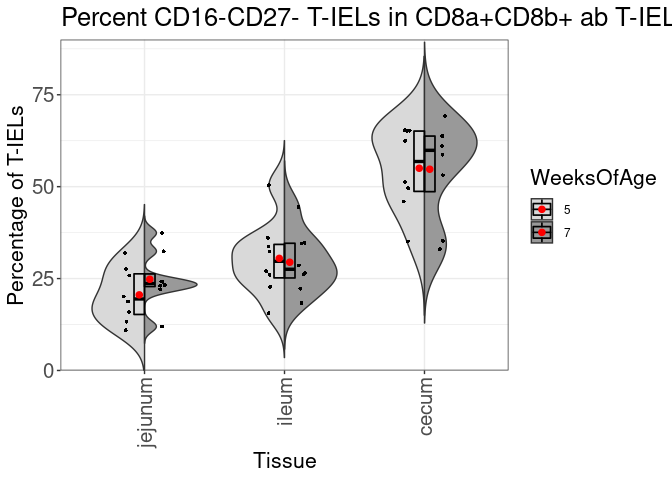 Percent CD16-CD27- T-IELs in CD8a+CD8b+ ab T-IEL
Percentage of T-IELs
75
50
25
0
jejunum
ileum
cecum
Tissue
WeeksOfAge
5
7